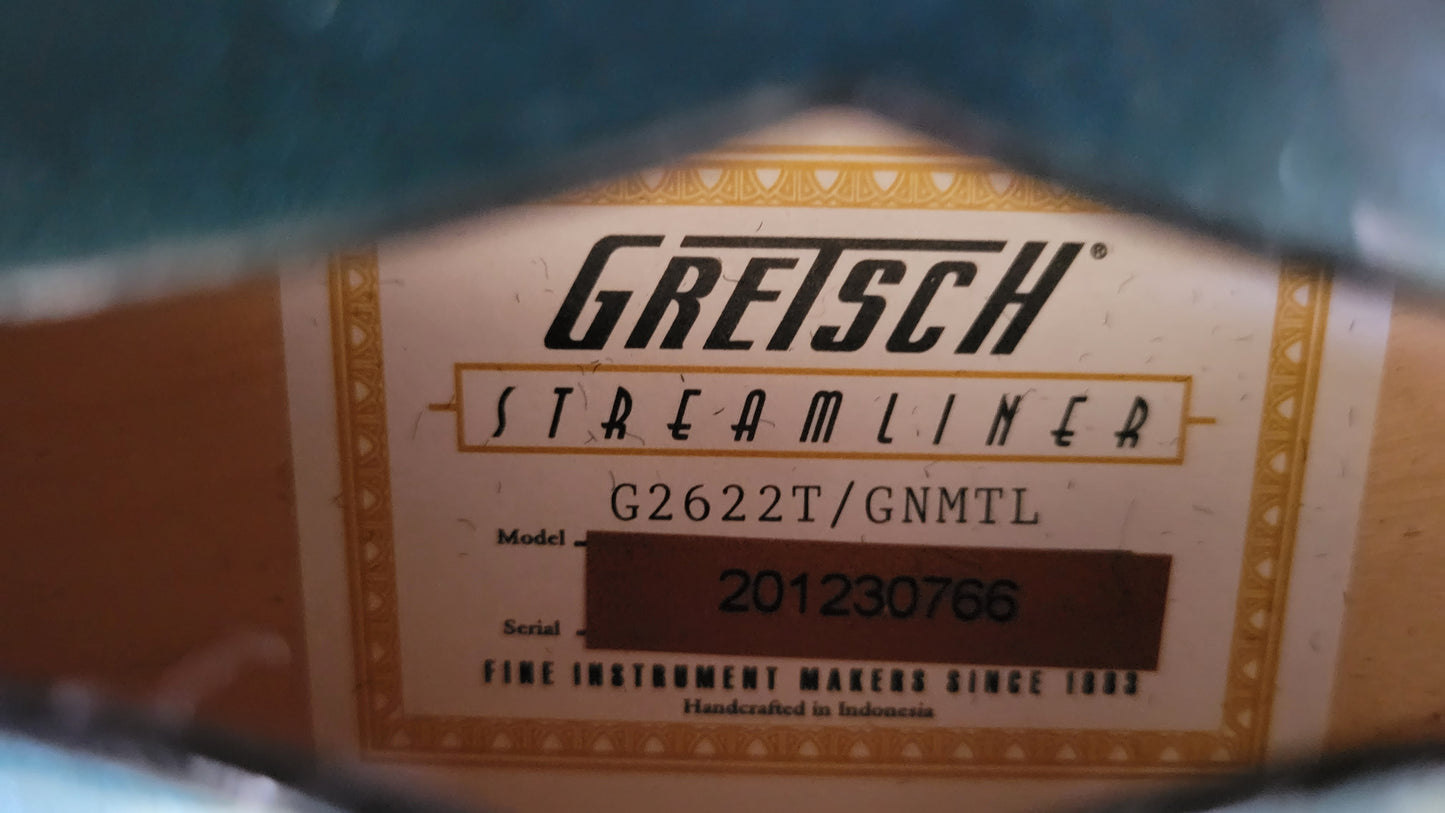 GRETSCH®
STREAMLINER
G2622T/GNMTL
Model
201230766
Serial
FINE INSTRUMENT MAKERS SINCE 1883
Handcrafted in Indonesia